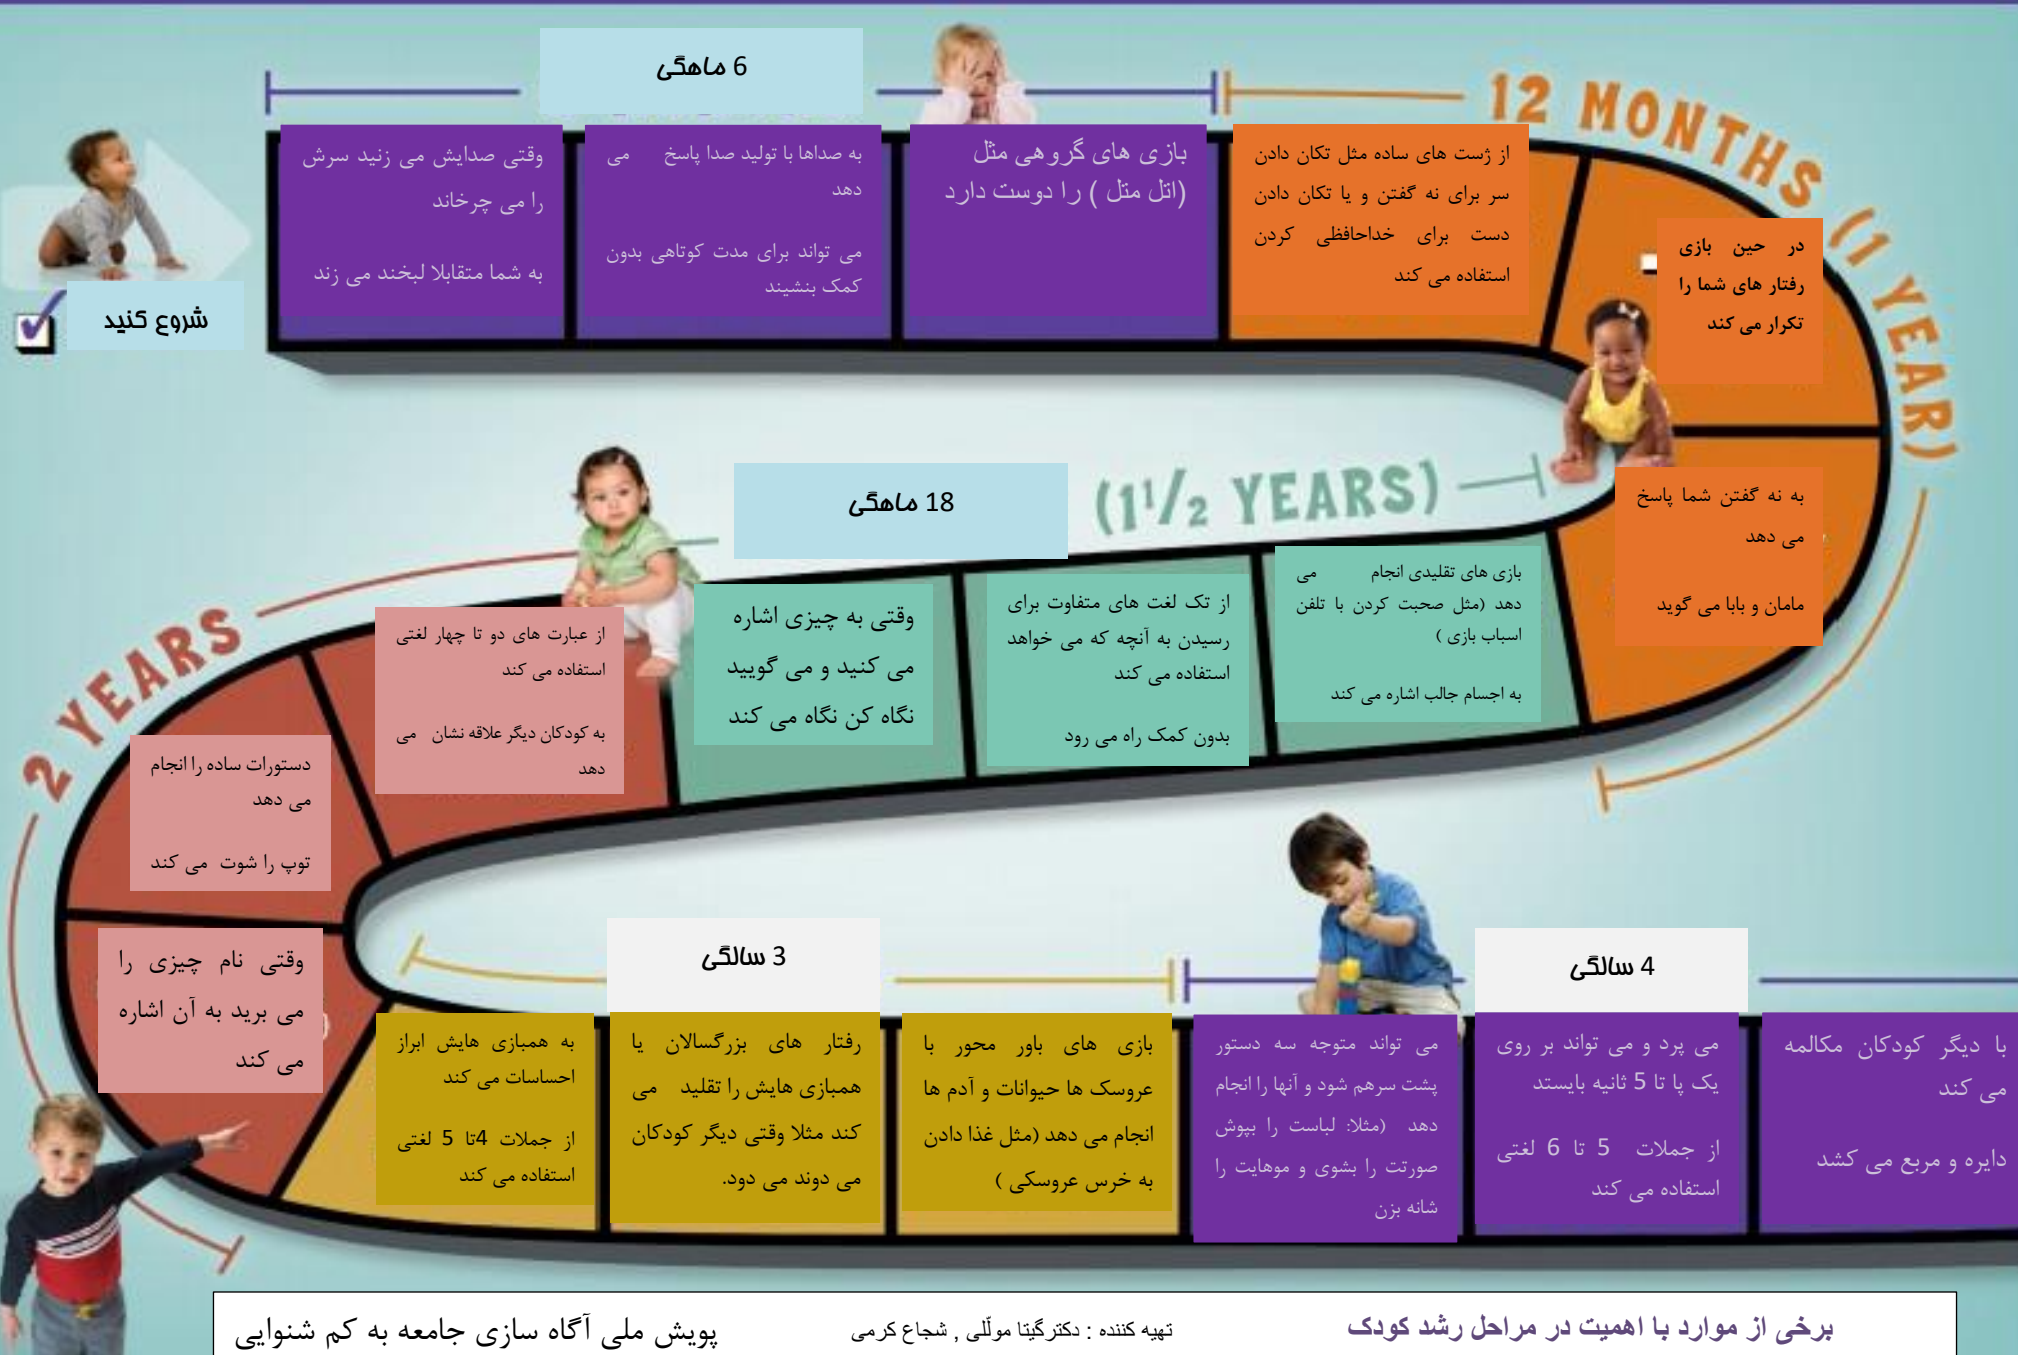 6 ماهگی
12 MONTHS (1 YEAR)
شروع کنید
وقتی صدایش می زنید سرش
را می چرخاند
به شما متقابلا لبخند می زند
به صداها با تولید صدا پاسخ می
دهد
می تواند برای مدت کوتاهی بدون
کمک بنشیند
بازی های گروهی مثل
(اتل متل ) را دوست دارد
از ژست های ساده مثل تکان دادن
سر برای نه گفتن و یا تکان دادن
دست برای خداحافظی کردن
استفاده می کند
در حین بازی
رفتار های شما را
تکرار می کند
به نه گفتن شما پاسخ
می دهد
مامان و بابا می گوید
18 ماهگی
(1 1/2 YEARS)
بازی های تقلیدی انجام می
دهد (مثل صحبت کردن با تلفن
اسباب بازی )
به اجسام جالب اشاره می کند
از تک لغت های متفاوت برای
رسیدن به آنچه که می خواهد
استفاده می کند
بدون کمک راه می رود
وقتی به چیزی اشاره
می کنید و می گویید
نگاه کن نگاه می کند
2 YEARS
از عبارت های دو تا چهار لغتی
استفاده می کند
به کودکان دیگر علاقه نشان می
دهد
دستورات ساده را انجام
می دهد
توپ را شوت می کند
وقتی نام چیزی را
می برید به آن اشاره
می کند
3 سالگی
به همبازی هایش ابراز
احساسات می کند
از جملات 4تا 5 لغتی
استفاده می کند
رفتار های بزرگسالان یا
همبازی هایش را تقلید می
کند مثلا وقتی دیگر کودکان
می دوند می دود.
بازی های باور محور با
عروسک ها حیوانات و آدم ها
انجام می دهد (مثل غذا دادن
به خرس عروسکی )
4 سالگی
می تواند متوجه سه دستور
پشت سرهم شود و آنها را انجام
دهد (مثلا: لباست را بپوش
صورتت را بشوی و موهایت را
شانه بزن
می پرد و می تواند بر روی
یک پا تا 5 ثانیه بایستد
از جملات 5 تا 6 لغتی
استفاده می کند
با دیگر کودکان مکالمه
می کند
دایره و مربع می کشد
برخی از موارد با اهمیت در مراحل رشد کودک
تهیه کننده : دکترگیتا مولّلی , شجاع کرمی
پویش ملی آگاه سازی جامعه به کم شنوایی